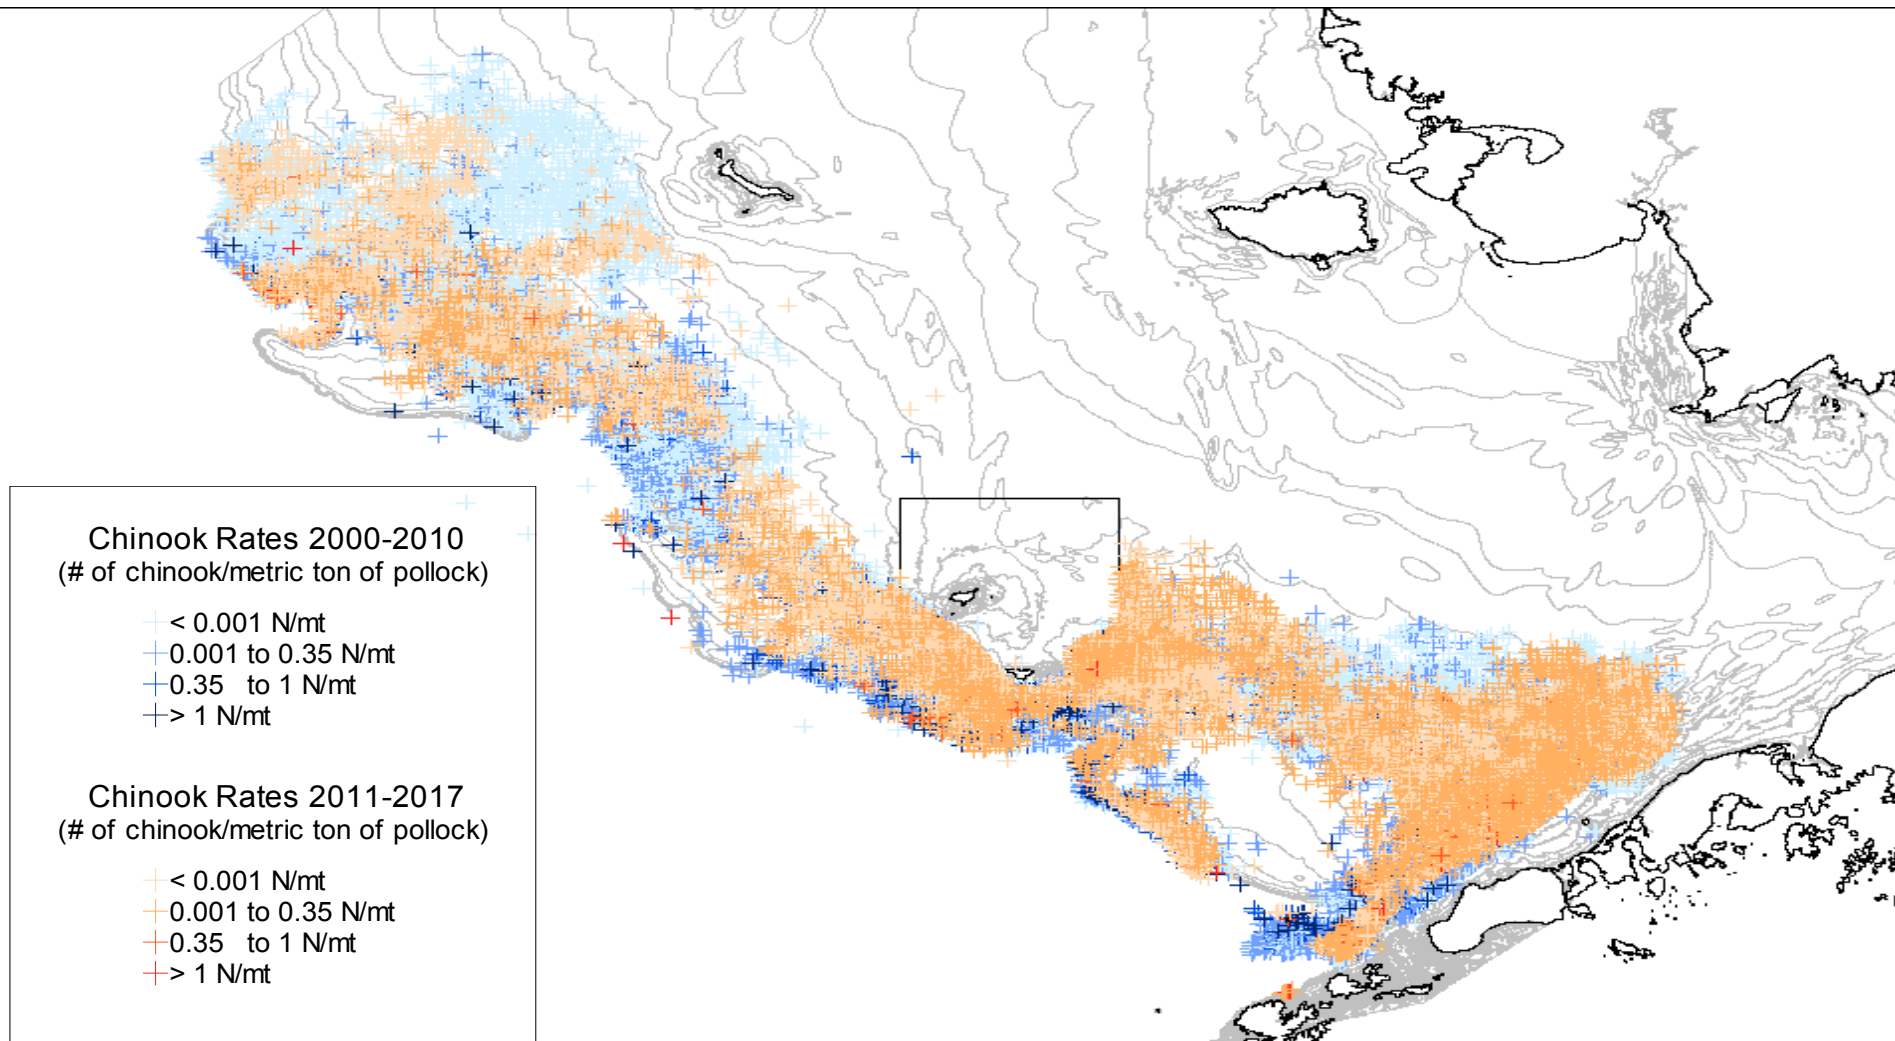 Chinook Rates 2000-2010
(# of chinook/metric ton of pollock)
< 0.001 N/mt
0.001 to 0.35 N/mt
0.35 to 1 N/mt
> 1 N/mt
Chinook Rates 2011-2017
(# of chinook/metric ton of pollock)
< 0.001 N/mt
0.001 to 0.35 N/mt
0.35 to 1 N/mt
> 1 N/mt